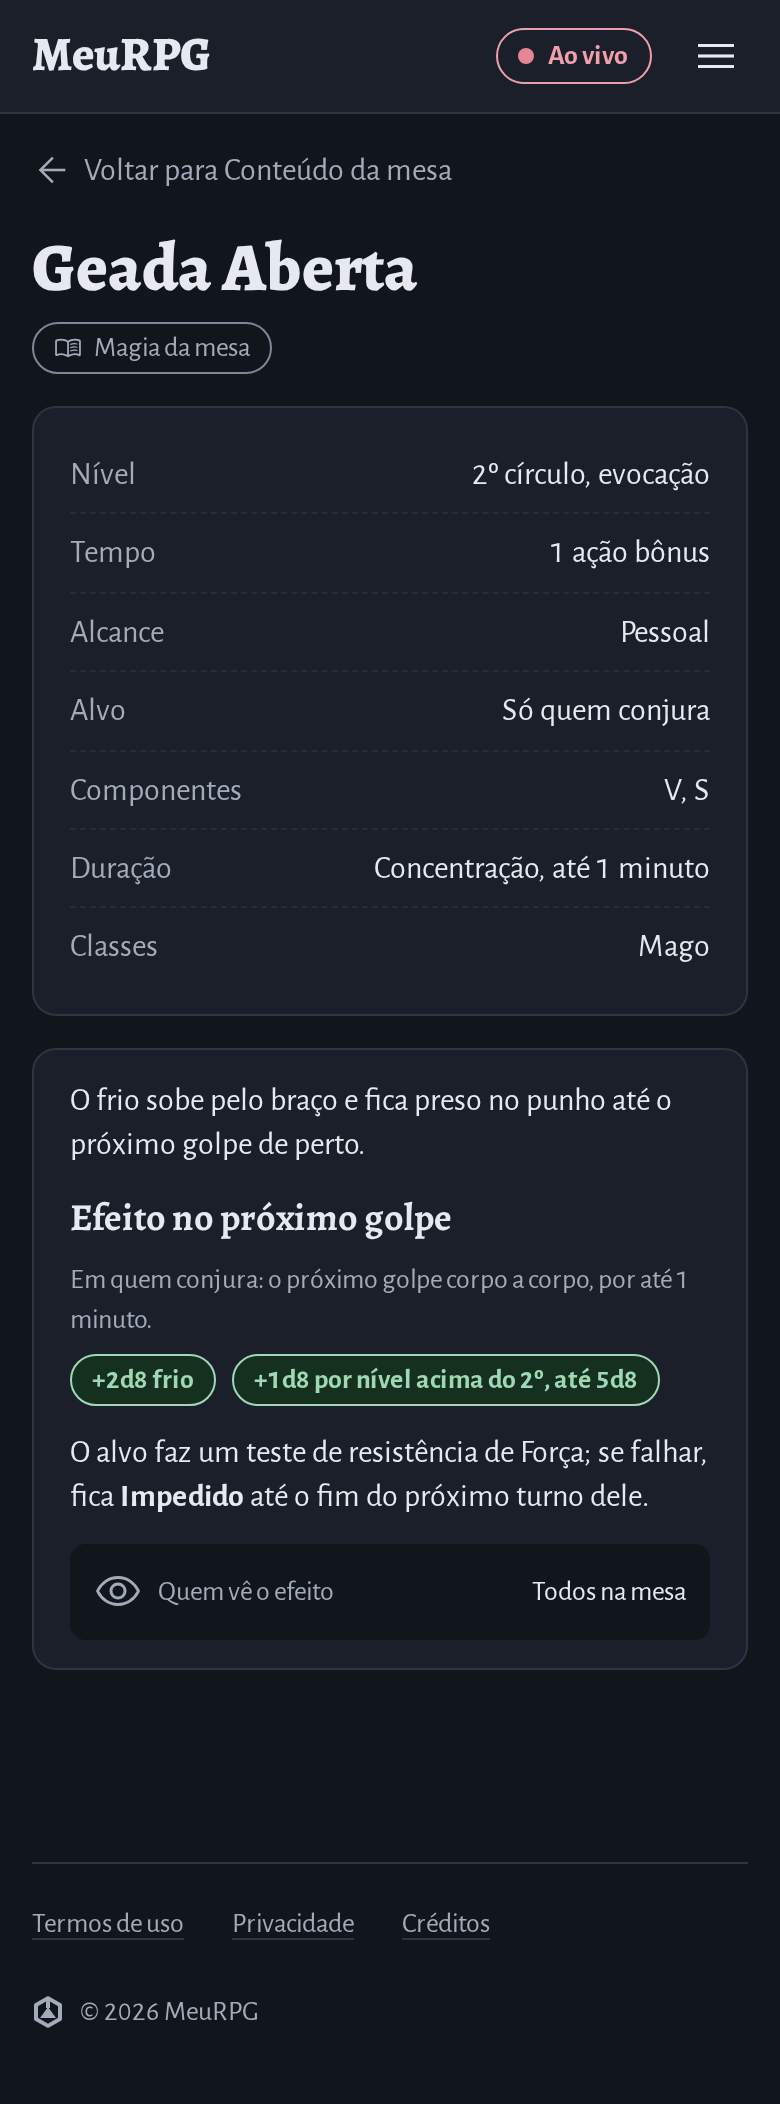 MeuRPG
Ao vivo
Voltar para Conteúdo da mesa
Geada Aberta
Magia da mesa
Nível 2º círculo, evocação
Tempo 1 ação bônus
Alcance Pessoal
Alvo Só quem conjura
Componentes V, S
Duração Concentração, até 1 minuto
Classes Mago
O frio sobe pelo braço e fica preso no punho até o
próximo golpe de perto.
Efeito no próximo golpe
Em quem conjura: o próximo golpe corpo a corpo, por até 1
minuto.
+2d8 frio +1d8 por nível acima do 2º, até 5d8
O alvo faz um teste de resistência de Força; se falhar,
fica Impedido até o fim do próximo turno dele.
Quem vê o efeito Todos na mesa
Termos de uso Privacidade Créditos
© 2026 MeuRPG